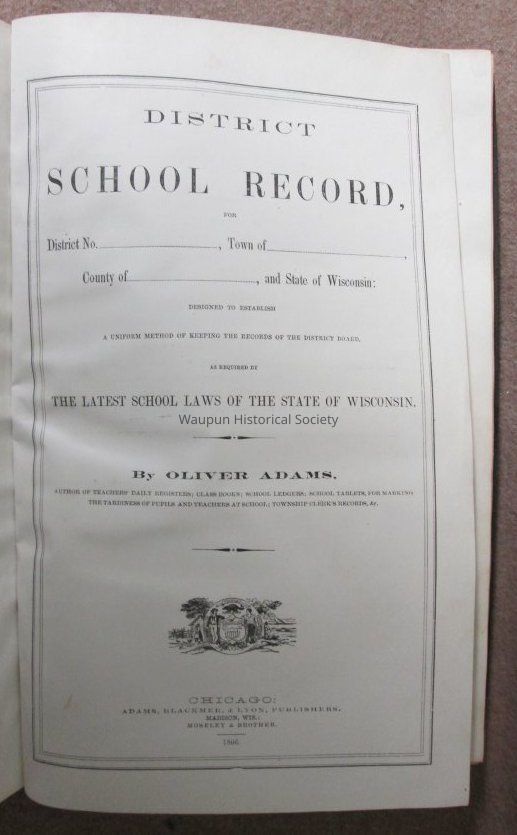 DISTRICT
SCHOOL RECORD,
FOR
District No. , Town of ,
County of , and State of Wisconsin:
DESIGNED TO ESTABLISH
A UNIFORM METHOD OF KEEPING THE RECORDS OF THE DISTRICT BOARD,
AS REQUIRED BY
THE LATEST SCHOOL LAWS OF THE STATE OF WISCONSIN.
Waupun Historical Society
By OLIVER ADAMS,
AUTHOR OF TEACHERS' DAILY REGISTERS; CLASS BOOKS; SCHOOL LEDGERS; SCHOOL TABLETS, FOR MARKING
THE TARDINESS OF PUPILS AND TEACHERS AT SCHOOL; TOWNSHIP CLERK'S RECORDS, &c.
CHICAGO:
ADAMS, BLACKMER, & LYON, PUBLISHERS.
MADISON, WIS.:
MOSELEY & BROTHER.
1866.